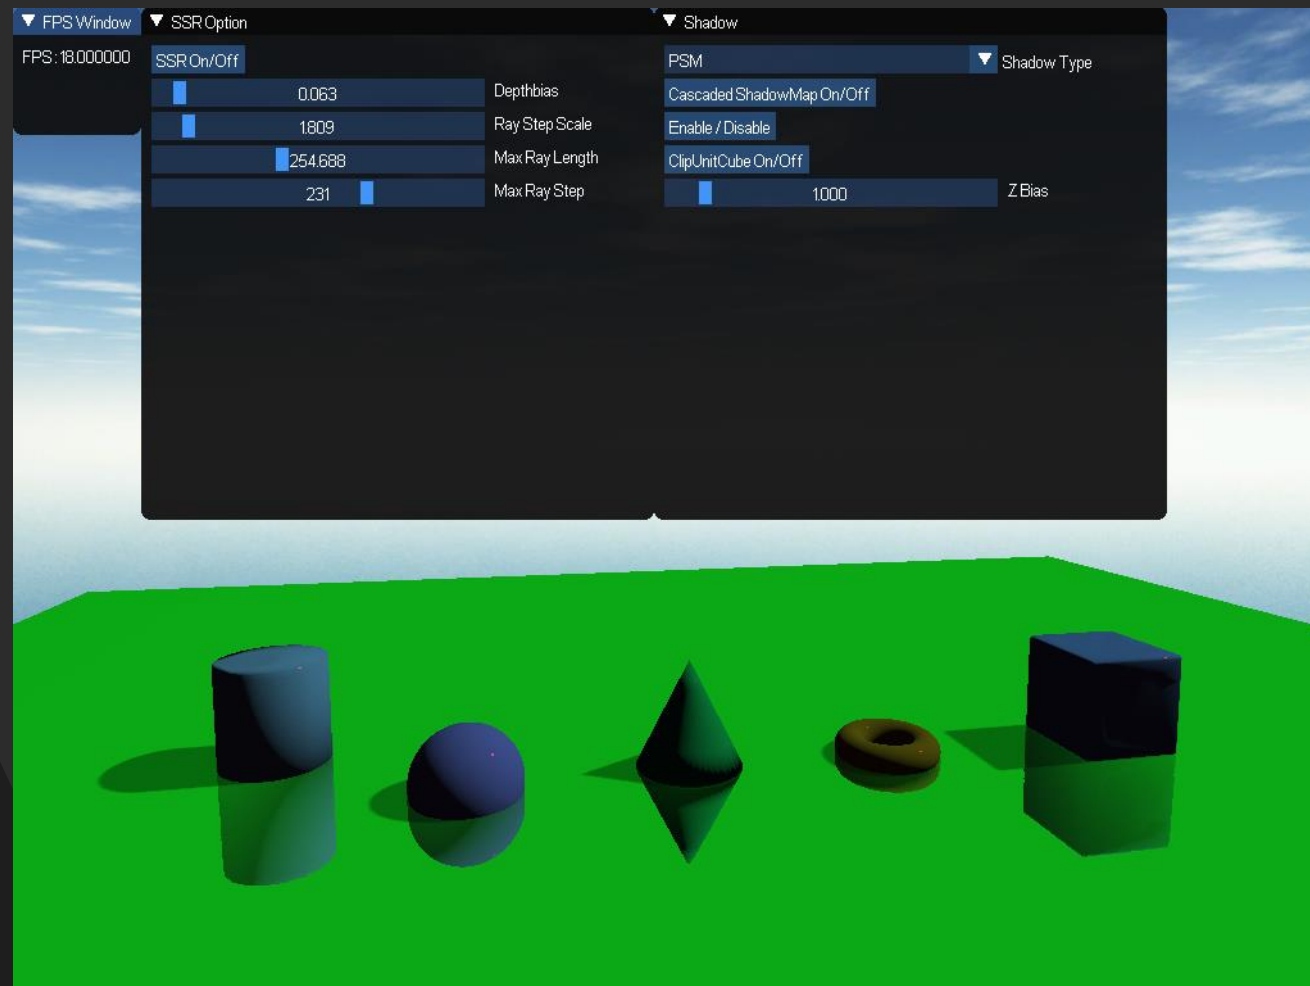 FPS Window
FPS : 18.000000
SSR Option
SSR On/Off
0.063 Depthbias
1.809 Ray Step Scale
254.688 Max Ray Length
231 Max Ray Step
Shadow
PSM Shadow Type
Cascaded ShadowMap On/Off
Enable / Disable
ClipUnitCube On/Off
1.000 Z Bias